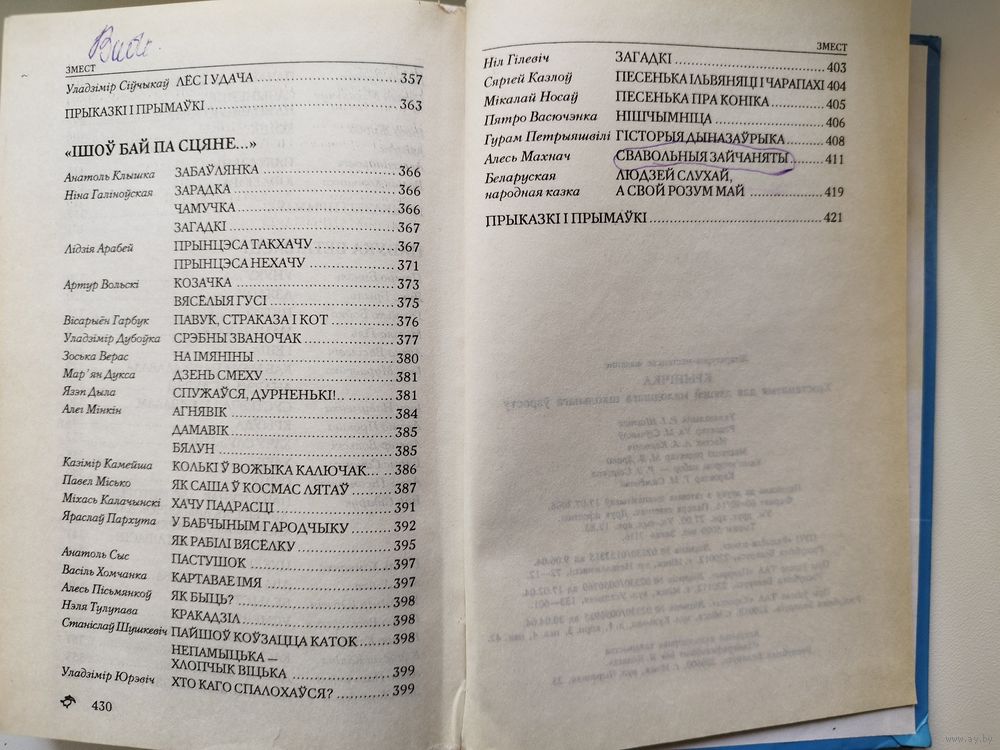 ЗМЕСТ
Уладзімір Сіўчыкаў ЛЁС І УДАЧА 357
ПРЫКАЗКІ І ПРЫМАЎКІ 363
«ІШОЎ БАЙ ПА СЦЯНЕ...»
Анатоль Клышка ЗАБАЎЛЯНКА 366
Ніна Галіноўская ЗАРАДКА 366
ЧАМУЧКА 366
ЗАГАДКІ 367
Лідзія Арабей ПРЫНЦЭСА ТАКХАЧУ 367
ПРЫНЦЭСА НЕХАЧУ 371
Артур Вольскі КОЗАЧКА 373
ВЯСЁЛЫЯ ГУСІ 375
Вісарыён Гарбук ПАВУК, СТРАКАЗА І КОТ 376
Уладзімір Дубоўка СРЭБНЫ ЗВАНОЧАК 377
Зоська Верас НА ІМЯНІНЫ 380
Мар'ян Дукса ДЗЕНЬ СМЕХУ 381
Язэп Дыла СПУЖАЎСЯ, ДУРНЕНЬКІ!.. 381
Алег Мінкін АГНЯВІК 384
ДАМАВІК 385
БЯЛУН 385
Казімір Камейша КОЛЬКІ Ў ВОЖЫКА КАЛЮЧАК... 386
Павел Місько ЯК САША Ў КОСМАС ЛЯТАЎ 387
Міхась Калачынскі ХАЧУ ПАДРАСЦІ 391
Яраслаў Пархута У БАБЧЫНЫМ ГАРОДЧЫКУ 392
ЯК РАБІЛІ ВЯСЁЛКУ 395
Анатоль Сыс ПАСТУШОК 397
Васіль Хомчанка КАРТАВАЕ ІМЯ 397
Алесь Пісьмянкоў ЯК БЫЦЬ? 398
Нэля Тулупава КРАКАДЗІЛ 398
Станіслаў Шушкевіч ПАЙШОЎ КОЎЗАЦЦА КАТОК 398
НЕПАМЫЦЬКА —
ХЛОПЧЫК ВІЦЬКА 399
Уладзімір Юрэвіч ХТО КАГО СПАЛОХАЎСЯ? 399
430
ЗМЕСТ
Ніл Гілевіч ЗАГАДКІ 403
Сяргей Казлоў ПЕСЕНЬКА ІЛЬВЯНЯЦІ І ЧАРАПАХІ 404
Мікалай Носаў ПЕСЕНЬКА ПРА КОНІКА 405
Пятро Васючэнка НІШЧЫМНІЦА 406
Гурам Петрыяшвілі ГІСТОРЫЯ ДЫНАЗАЎРЫКА 408
Алесь Махнач СВАВОЛЬНЫЯ ЗАЙЧАНЯТЫ 411
Беларуская ЛЮДЗЕЙ СЛУХАЙ,
народная казка А СВОЙ РОЗУМ МАЙ 419
ПРЫКАЗКІ І ПРЫМАЎКІ 421
www.ay.by